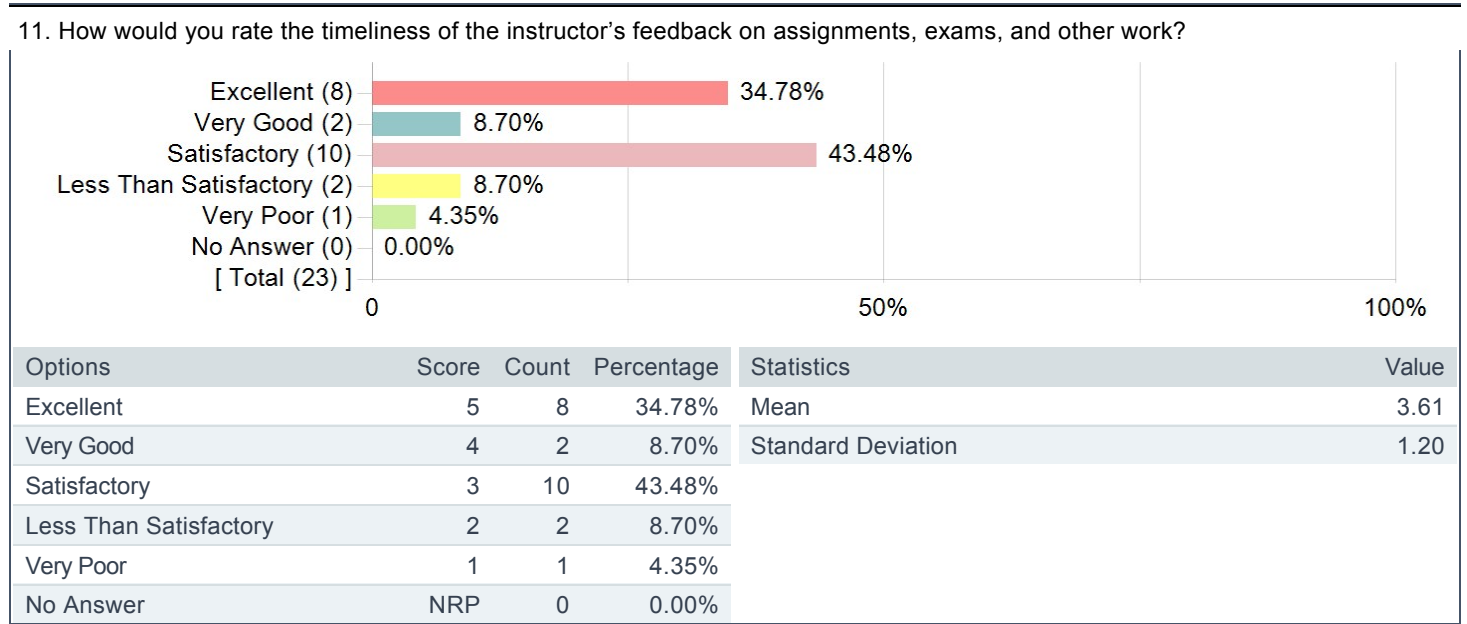 11. How would you rate the timeliness of the instructor’s feedback on assignments, exams, and other work?
Excellent (8) 34.78%
Very Good (2) 8.70%
Satisfactory (10) 43.48%
Less Than Satisfactory (2) 8.70%
Very Poor (1) 4.35%
No Answer (0) 0.00%
[ Total (23) ]
0 50% 100%
Options Score Count Percentage
Excellent 5 8 34.78%
Very Good 4 2 8.70%
Satisfactory 3 10 43.48%
Less Than Satisfactory 2 2 8.70%
Very Poor 1 1 4.35%
No Answer NRP 0 0.00%
Statistics Value
Mean 3.61
Standard Deviation 1.20